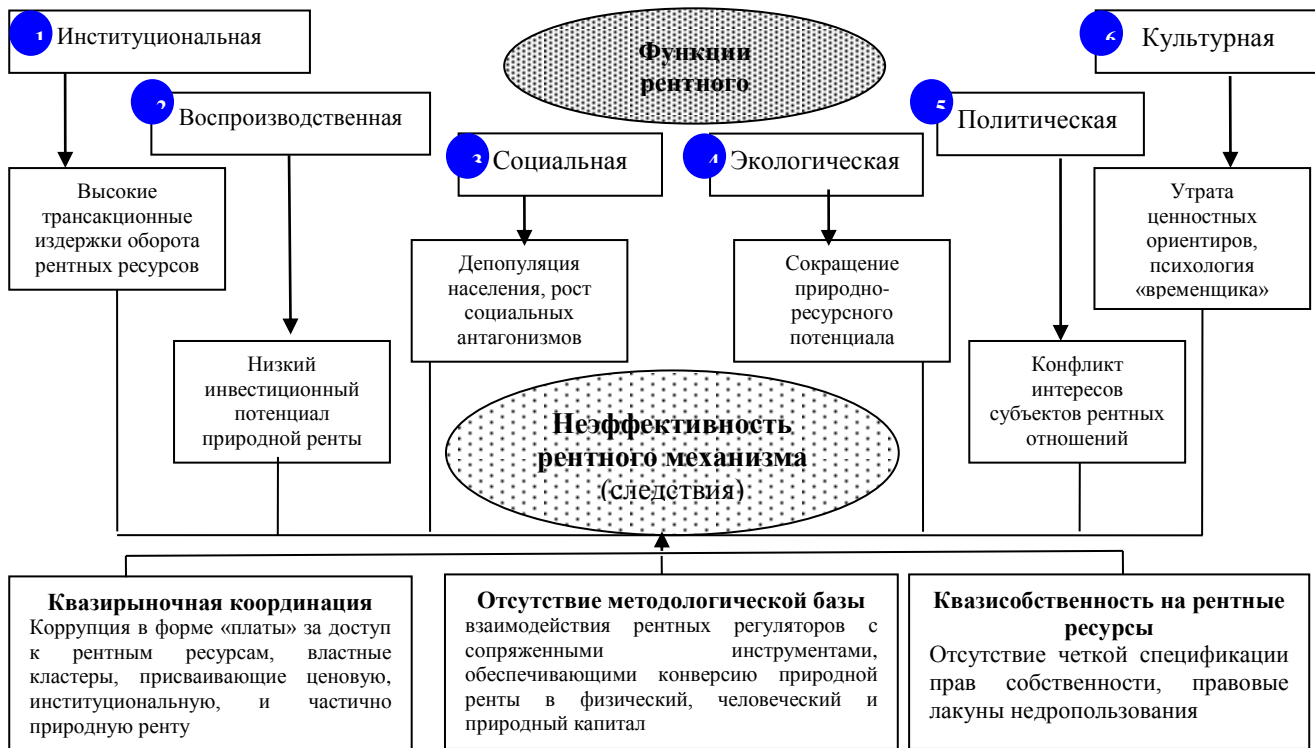 1 Институциональная
2 Воспроизводственная
3 Социальная
Функции
рентного
4 Экологическая
5 Политическая
6 Культурная
Высокие
трансакционные
издержки оборота
рентных ресурсов
Низкий
инвестиционный
потенциал
природной ренты
Депопуляция
населения, рост
социальных
антагонизмов
Сокращение
природно-
ресурсного
потенциала
Конфликт
интересов
субъектов рентных
отношений
Утрата
ценностных
ориентиров,
психология
«временщика»
Неэффективность
рентного механизма
(следствия)
Квазирыночная координация
Коррупция в форме «платы» за доступ
к рентным ресурсам, властные
кластеры, присваивающие ценовую,
институциональную, и частично
природную ренту
Отсутствие методологической базы
взаимодействия рентных регуляторов с
сопряженными инструментами,
обеспечивающими конверсию природной
ренты в физический, человеческий и
природный капитал
Квазисобственность на рентные
ресурсы
Отсутствие четкой спецификации
прав собственности, правовые
лакуны недропользования